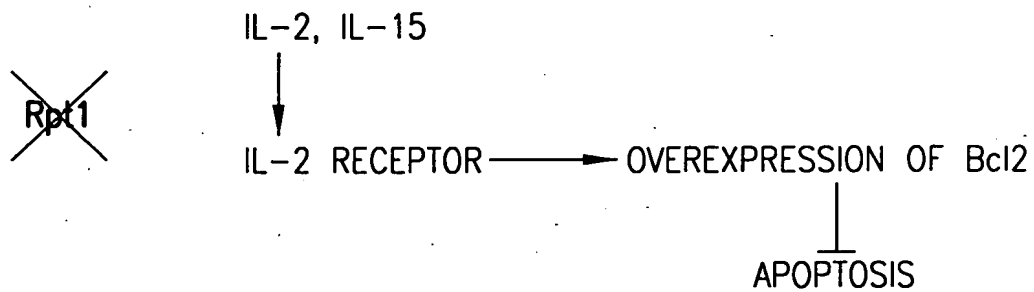 IL-2, IL-15
Rpt1
IL-2 RECEPTOR
OVEREXPRESSION OF Bcl2
APOPTOSIS